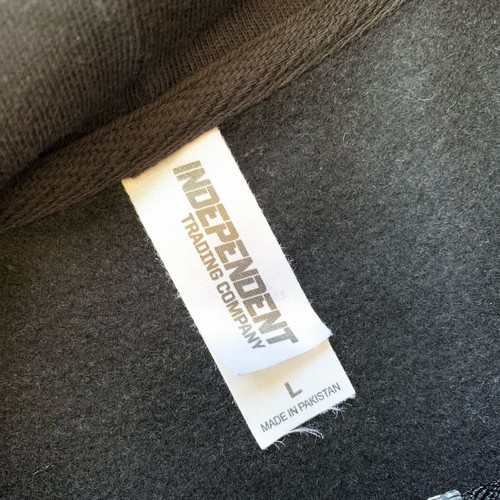 INDEPENDENT
TRADING COMPANY
L
MADE IN PAKISTAN